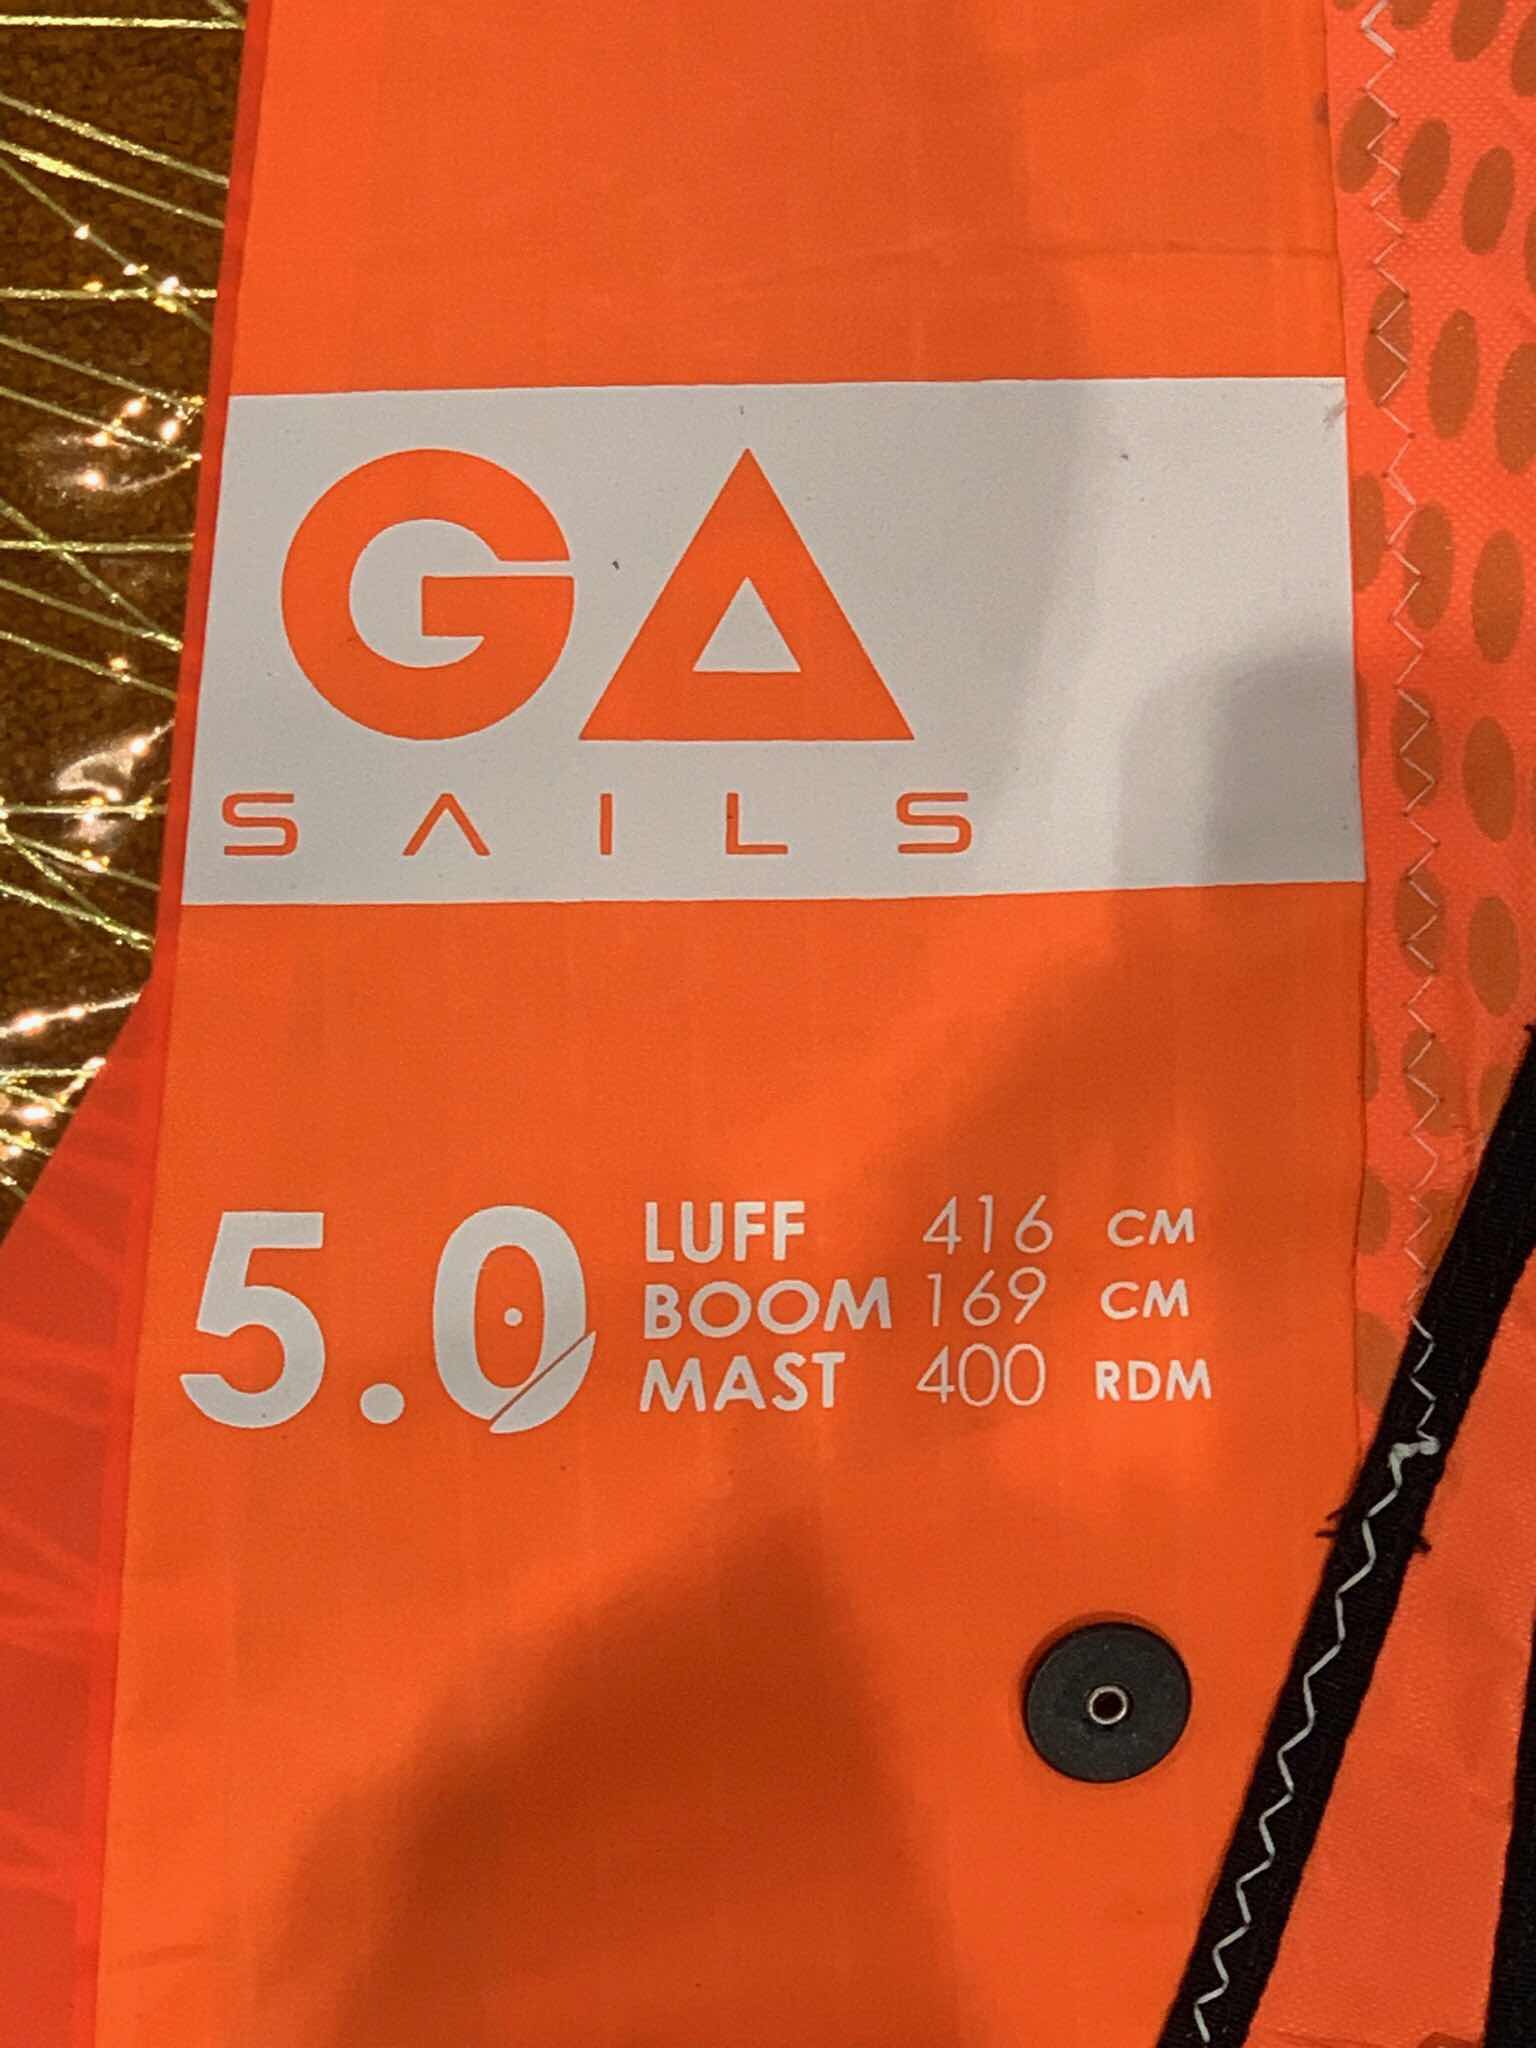 GA
SAILS
5.0
LUFF 416 CM
BOOM 169 CM
MAST 400 RDM